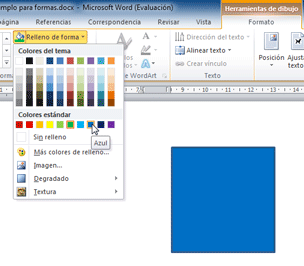 mplo para formas.docx - Microsoft Word (Evaluación)
Herramientas de dibujo
página Referencias Correspondencia Revisar Vista Formato
Relleno de forma
Dirección del texto
Alinear texto
Crear vínculo
Posición
Ajust
WordArt
Texto
Colores del tema
Colores estándar
Sin relleno
Más colores de relleno...
Imagen...
Degradado
Textura
Azul